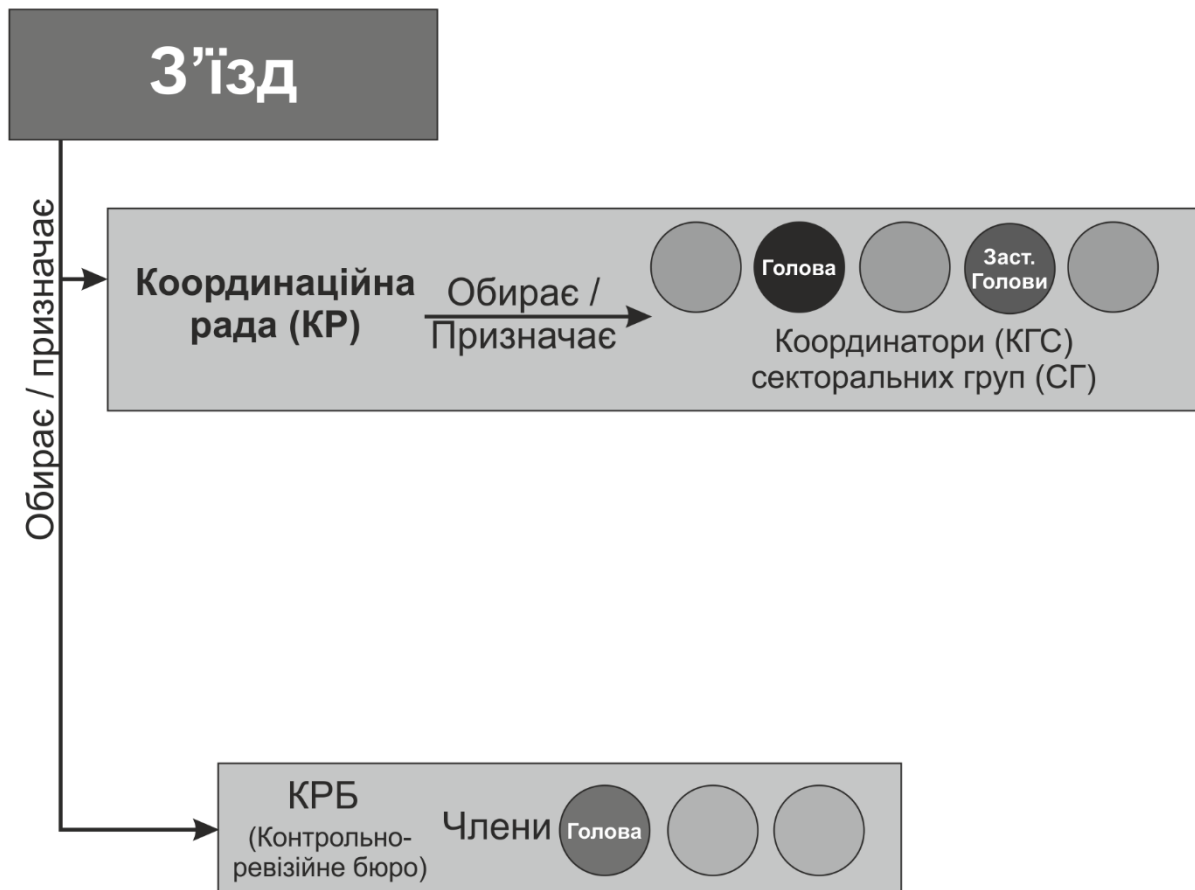 З’їзд
Обирає / призначає
Координаційна
рада (КР)
Обирає /
Призначає
Голова
Заст.
Голови
Координатори (КГС)
секторальних груп (СГ)
КРБ
(Контрольно-
ревізійне бюро)
Члени
Голова